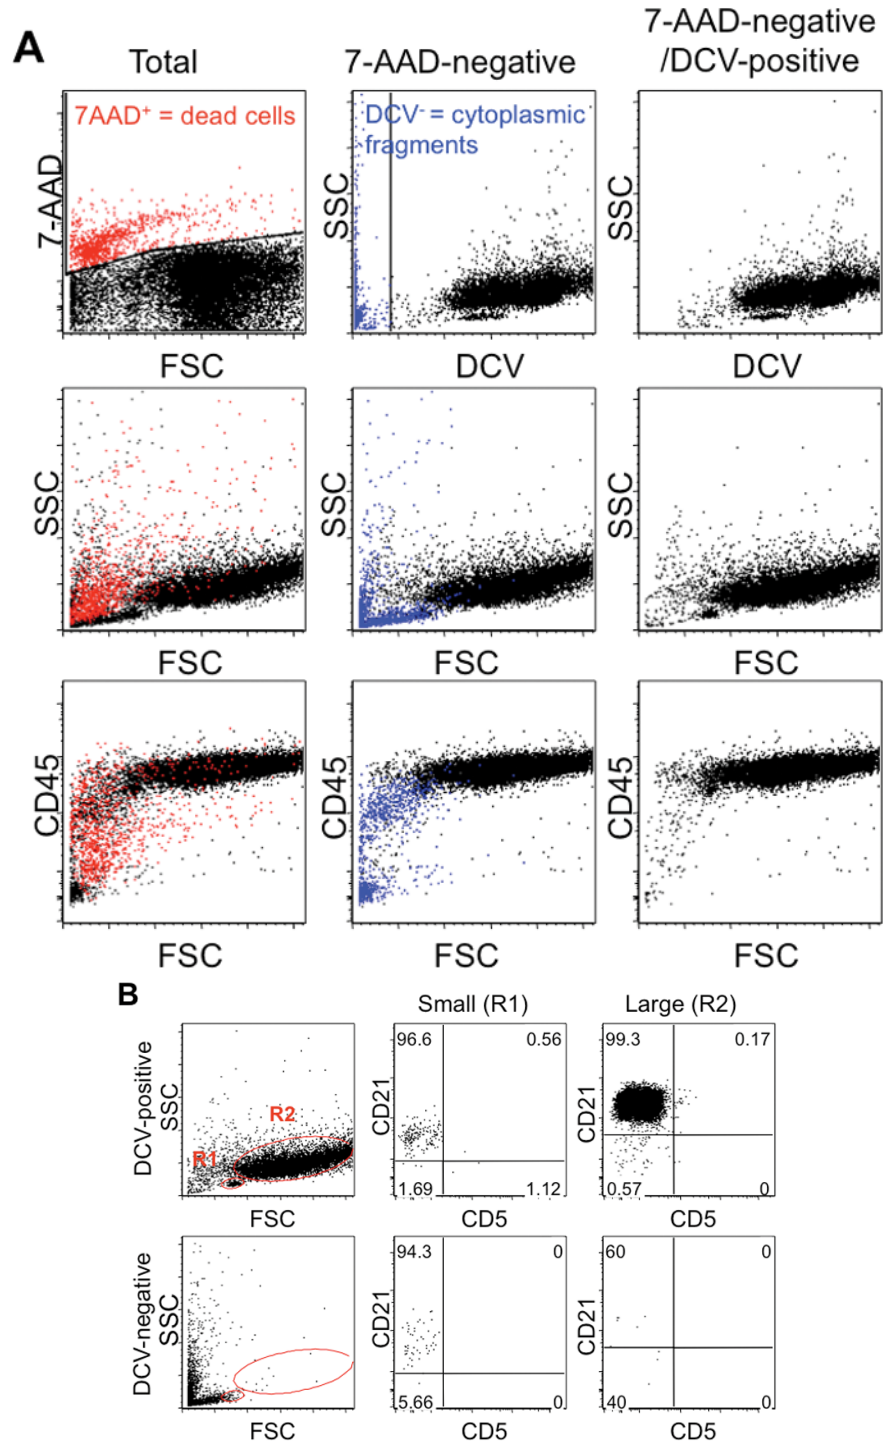 A
Total
7-AAD-negative
7-AAD-negative
/DCV-positive
7AAD+ = dead cells
7-AAD
FSC
DCV- = cytoplasmic
fragments
SSC
DCV
SSC
DCV
SSC
FSC
SSC
FSC
SSC
FSC
CD45
FSC
CD45
FSC
CD45
FSC
B
Small (R1)
Large (R2)
DCV-positive
SSC
R1
R2
FSC
96.6
0.56
CD21
1.69
1.12
CD5
99.3
0.17
CD21
0.57
0
CD5
DCV-negative
SSC
FSC
94.3
0
CD21
5.66
0
CD5
60
0
CD21
40
0
CD5